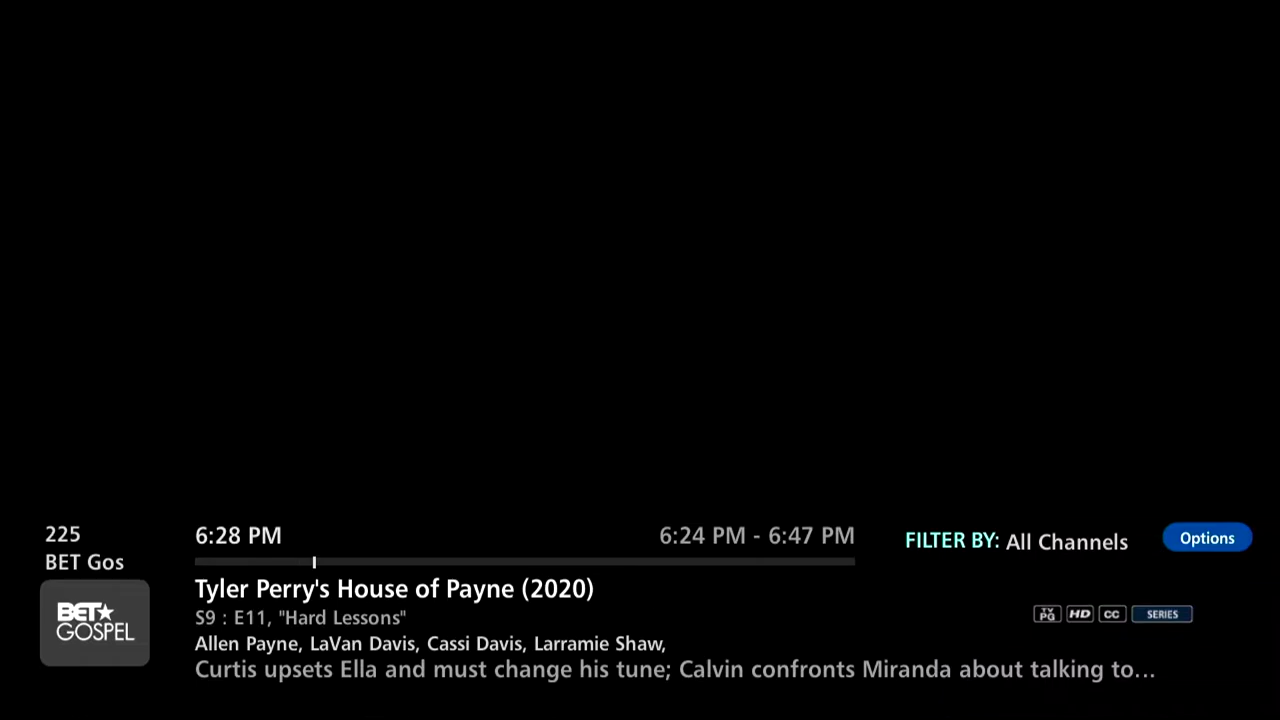 225
BET Gos
BET★
GOSPEL
6:28 PM
6:24 PM - 6:47 PM
Tyler Perry's House of Payne (2020)
S9 : E11, "Hard Lessons"
Allen Payne, LaVan Davis, Cassi Davis, Larramie Shaw,
Curtis upsets Ella and must change his tune; Calvin confronts Miranda about talking to...
FILTER BY: All Channels
Options
TV PG
HD
CC
SERIES